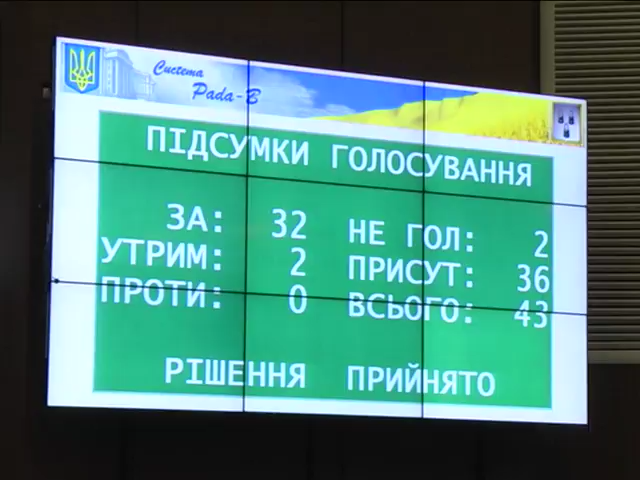 Система
Рада-В
ПІДСУМКИ ГОЛОСУВАННЯ
ЗА: 32 НЕ ГОЛ: 2
УТРИМ: 2 ПРИСУТ: 36
ПРОТИ: 0 ВСЬОГО: 43
РІШЕННЯ ПРИЙНЯТО